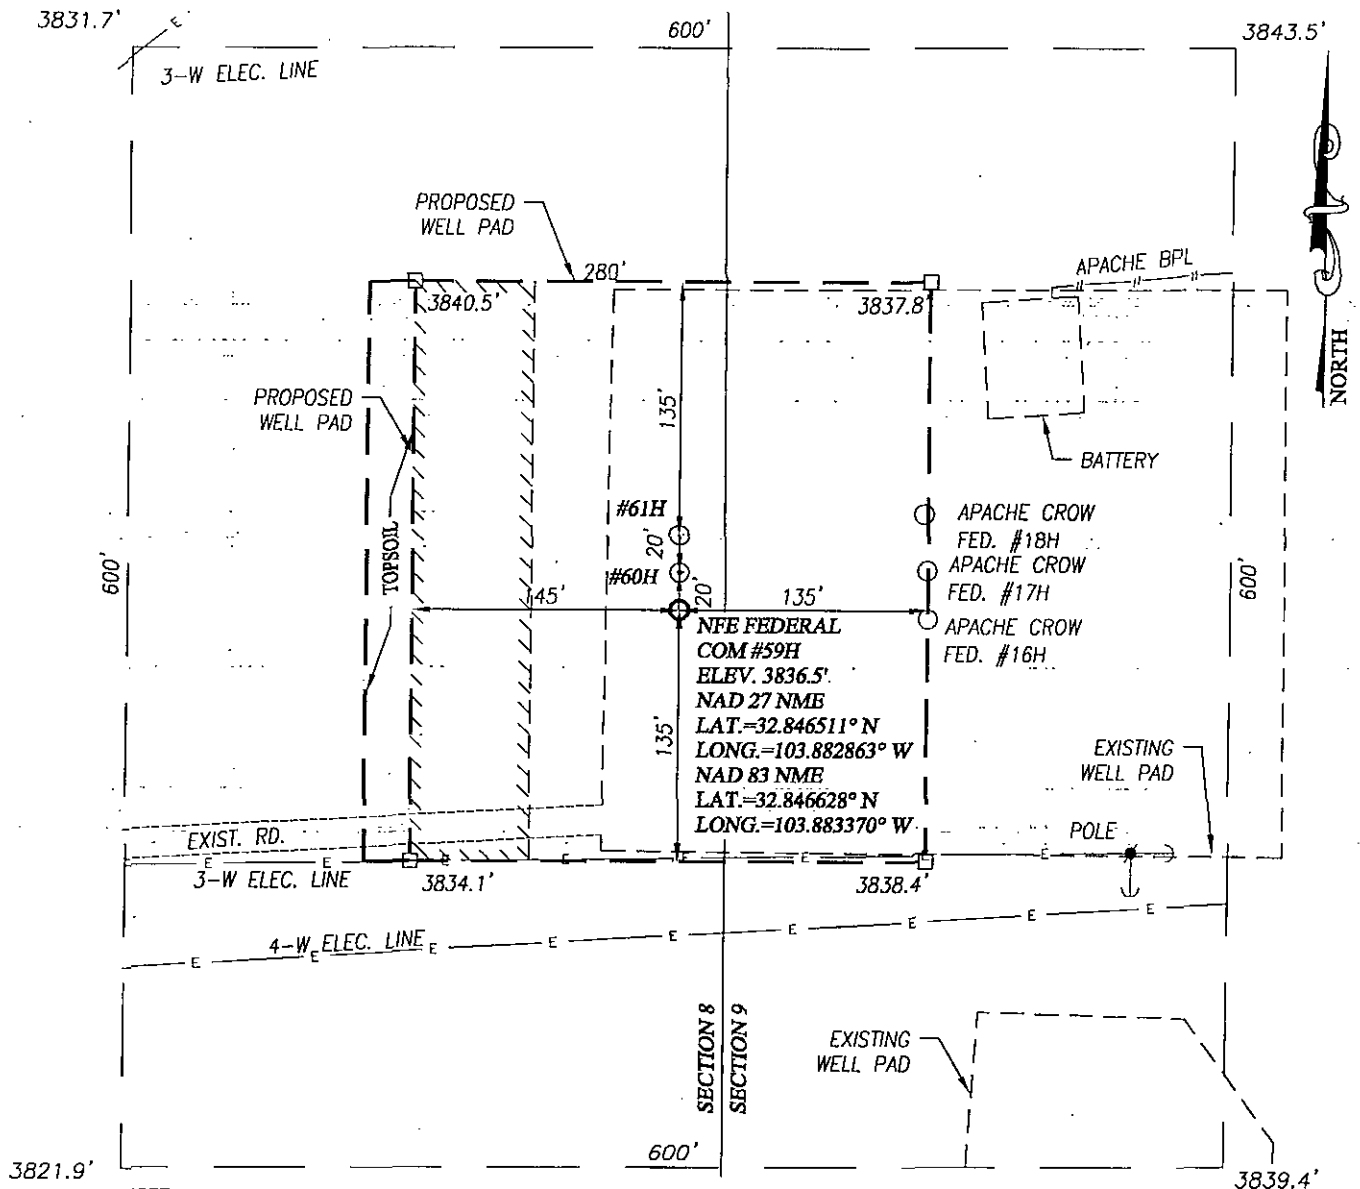 3831.7'
E
600'
3843.5'
3-W ELEC. LINE
PROPOSED
WELL PAD
280'
APACHE BPL
3840.5'
3837.8'
NORTH
PROPOSED
WELL PAD
135'
BATTERY
#61H
20'
APACHE CROW
FED. #18H
TOPSOIL
600'
#60H
20'
APACHE CROW
FED. #17H
600'
145'
135'
APACHE CROW
FED. #16H
NFE FEDERAL
COM #59H
ELEV. 3836.5'
NAD 27 NME
LAT.=32.846511° N
LONG.=103.882863° W
NAD 83 NME
LAT.=32.846628° N
LONG.=103.883370° W
135'
EXISTING
WELL PAD
EXIST. RD.
POLE
E E E E E
3-W ELEC. LINE
3834.1'
3838.4'
4-W ELEC. LINE
E E E E E E E E E
SECTION 8
SECTION 9
EXISTING
WELL PAD
3821.9'
600'
3839.4'